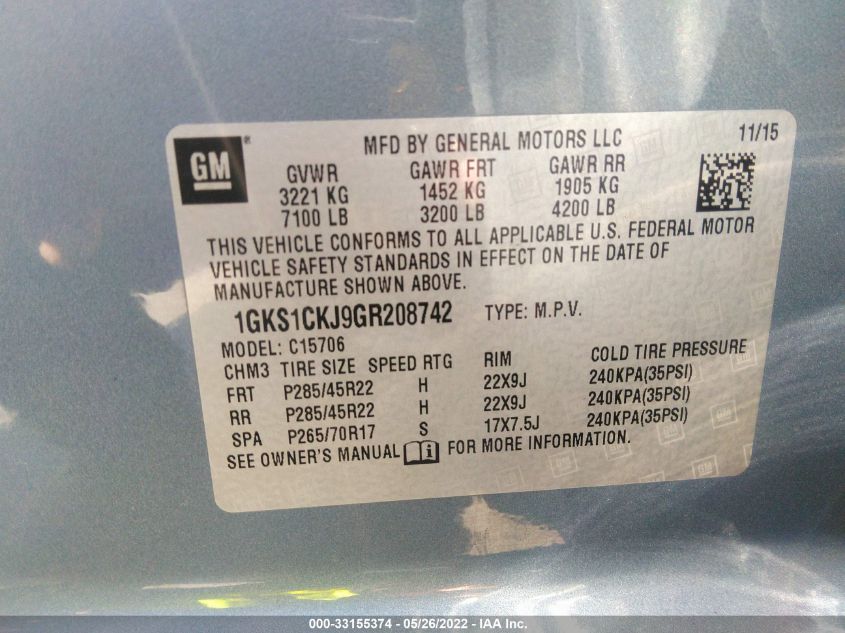 GM®
MFD BY GENERAL MOTORS LLC 11/15
GVWR GAWR FRT GAWR RR
3221 KG 1452 KG 1905 KG
7100 LB 3200 LB 4200 LB
THIS VEHICLE CONFORMS TO ALL APPLICABLE U.S. FEDERAL MOTOR
VEHICLE SAFETY STANDARDS IN EFFECT ON THE DATE OF
MANUFACTURE SHOWN ABOVE.
1GKS1CKJ9GR208742 TYPE: M.P.V.
MODEL: C15706
CHM3 TIRE SIZE SPEED RTG RIM COLD TIRE PRESSURE
FRT P285/45R22 H 22X9J 240KPA(35PSI)
RR P285/45R22 H 22X9J 240KPA(35PSI)
SPA P265/70R17 S 17X7.5J 240KPA(35PSI)
SEE OWNER'S MANUAL FOR MORE INFORMATION.
000-33155374 - 05/26/2022 - IAA Inc.